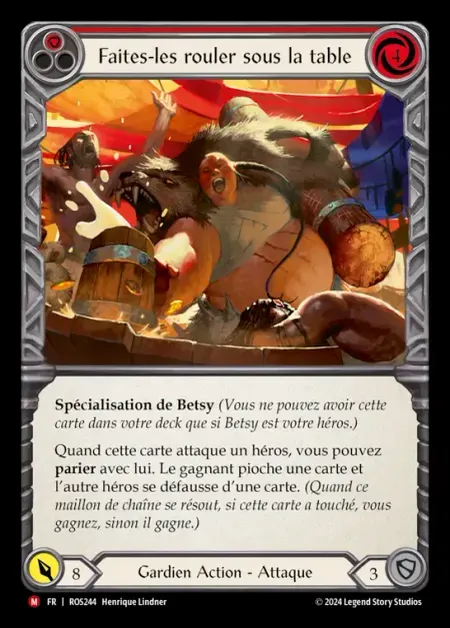 Faites-les rouler sous la table
4
Spécialisation de Betsy (Vous ne pouvez avoir cette
carte dans votre deck que si Betsy est votre héros.)
Quand cette carte attaque un héros, vous pouvez
parier avec lui. Le gagnant pioche une carte et
l'autre héros se défausse d'une carte. (Quand ce
maillon de chaîne se résout, si cette carte a touché, vous
gagnez, sinon il gagne.)
8 Gardien Action - Attaque 3
M FR | ROS244 Henrique Lindner © 2024 Legend Story Studios